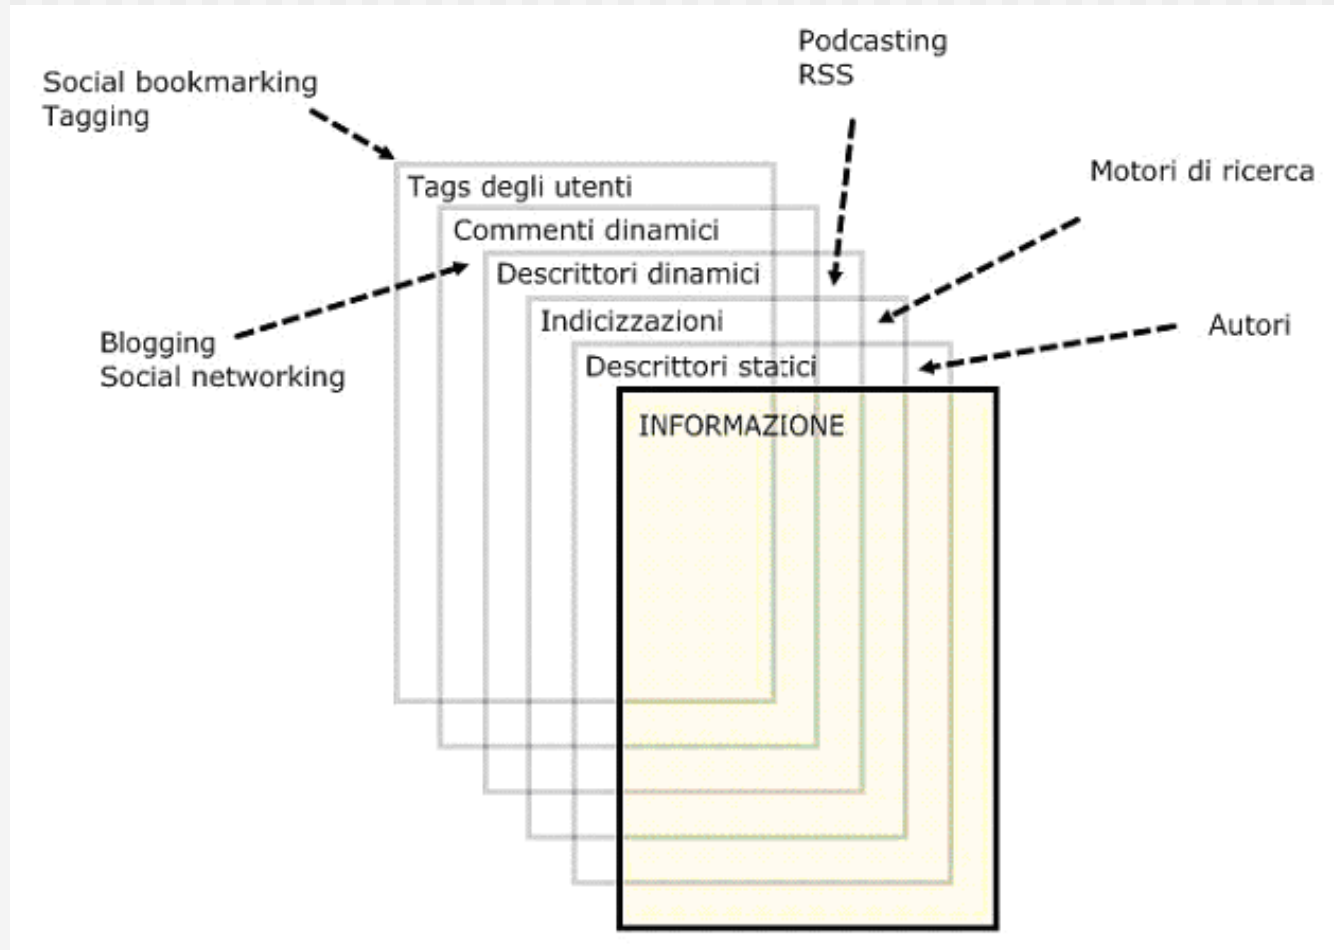 Podcasting
RSS
Social bookmarking
Tagging
Motori di ricerca
Tags degli utenti
Commenti dinamici
Descrittori dinamici
Indicizzazioni
Autori
Blogging
Social networking
Descrittori statici
INFORMAZIONE